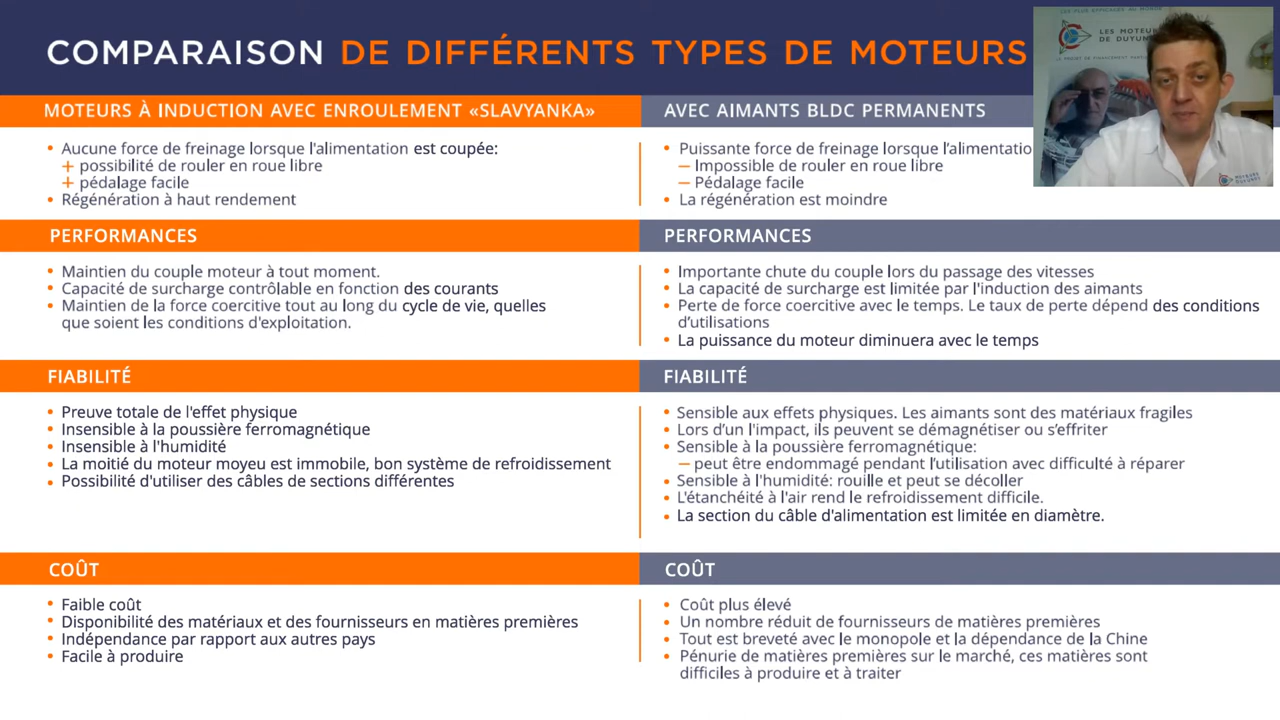 COMPARAISON DE DIFFÉRENTS TYPES DE MOTEURS
LES MOTEUR
DE DUYUN
MOTEURS À INDUCTION AVEC ENROULEMENT «SLAVYANKA»
• Aucune force de freinage lorsque l'alimentation est coupée:
+ possibilité de rouler en roue libre
+ pédalage facile
• Régénération à haut rendement
PERFORMANCES
• Maintien du couple moteur à tout moment.
• Capacité de surcharge contrôlable en fonction des courants
• Maintien de la force coercitive tout au long du cycle de vie, quelles
que soient les conditions d'exploitation.
FIABILITÉ
• Preuve totale de l'effet physique
• Insensible à la poussière ferromagnétique
• Insensible à l'humidité
• La moitié du moteur moyeu est immobile, bon système de refroidissement
• Possibilité d'utiliser des câbles de sections différentes
COÛT
• Faible coût
• Disponibilité des matériaux et des fournisseurs en matières premières
• Indépendance par rapport aux autres pays
• Facile à produire
AVEC AIMANTS BLDC PERMANENTS
• Puissante force de freinage lorsque l’alimentatio
− Impossible de rouler en roue libre
− Pédalage facile
• La régénération est moindre
PERFORMANCES
• Importante chute du couple lors du passage des vitesses
• La capacité de surcharge est limitée par l'induction des aimants
• Perte de force coercitive avec le temps. Le taux de perte dépend des conditions
d’utilisations
• La puissance du moteur diminuera avec le temps
FIABILITÉ
• Sensible aux effets physiques. Les aimants sont des matériaux fragiles
• Lors d’un l'impact, ils peuvent se démagnétiser ou s’effriter
• Sensible à la poussière ferromagnétique:
− peut être endommagé pendant l’utilisation avec difficulté à réparer
• Sensible à l'humidité: rouille et peut se décoller
• L'étanchéité à l'air rend le refroidissement difficile.
• La section du câble d'alimentation est limitée en diamètre.
COÛT
• Coût plus élevé
• Un nombre réduit de fournisseurs de matières premières
• Tout est breveté avec le monopole et la dépendance de la Chine
• Pénurie de matières premières sur le marché, ces matières sont
difficiles à produire et à traiter